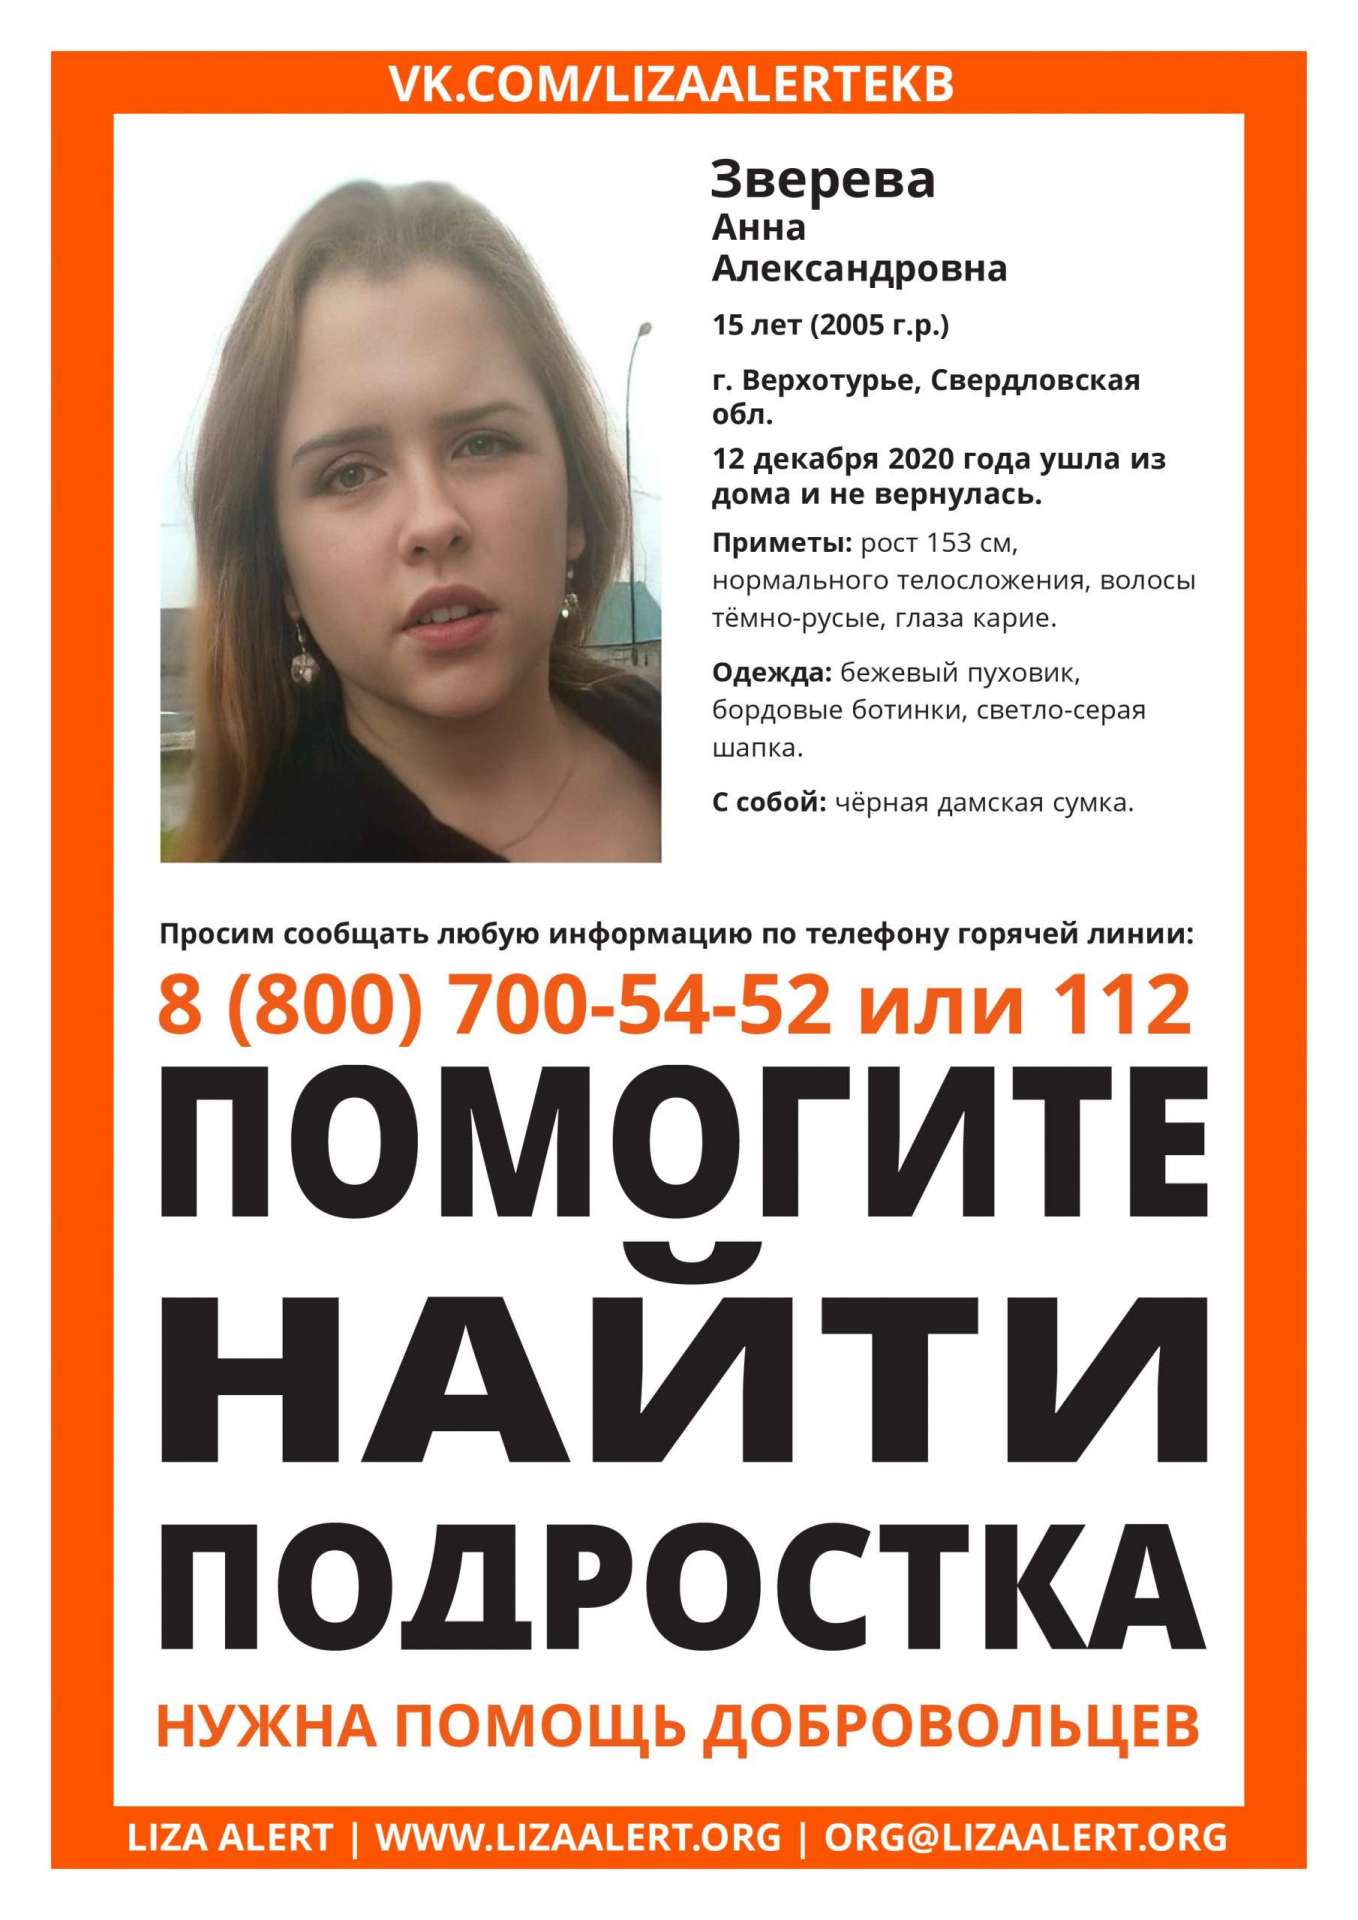 VK.COM/LIZAALERTEKB
Зверева
Анна
Александровна
15 лет (2005 г.р.)
г. Верхотурье, Свердловская
обл.
12 декабря 2020 года ушла из
дома и не вернулась.
Приметы: рост 153 см,
нормального телосложения, волосы
тёмно-русые, глаза карие.
Одежда: бежевый пуховик,
бордовые ботинки, светло-серая
шапка.
С собой: чёрная дамская сумка.
Просим сообщать любую информацию по телефону горячей линии:
8 (800) 700-54-52 или 112
ПОМОГИТЕ
НАЙТИ
ПОДРОСТКА
НУЖНА ПОМОЩЬ ДОБРОВОЛЬЦЕВ
LIZA ALERT | WWW.LIZAALERT.ORG | ORG@LIZAALERT.ORG